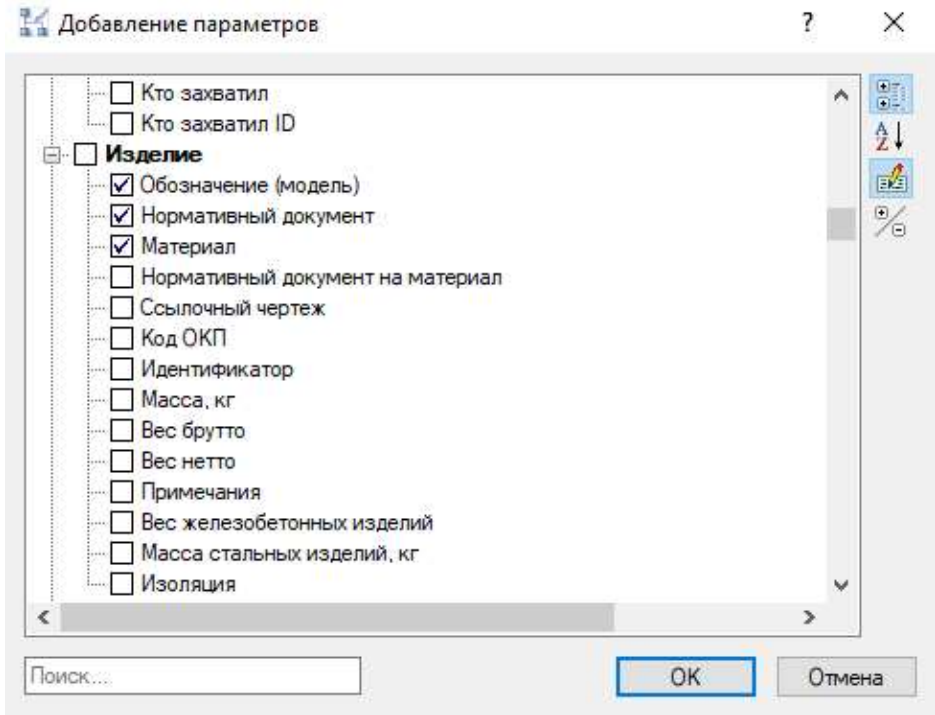 Добавление параметров ?
Кто захватил
Кто захватил ID
Изделие
Обозначение (модель)
Нормативный документ
Материал
Нормативный документ на материал
Ссылочный чертеж
Код ОКП
Идентификатор
Масса, кг
Вес брутто
Вес нетто
Примечания
Вес железобетонных изделий
Масса стальных изделий, кг
Изоляция
A
Z
Поиск...
OK
Отмена